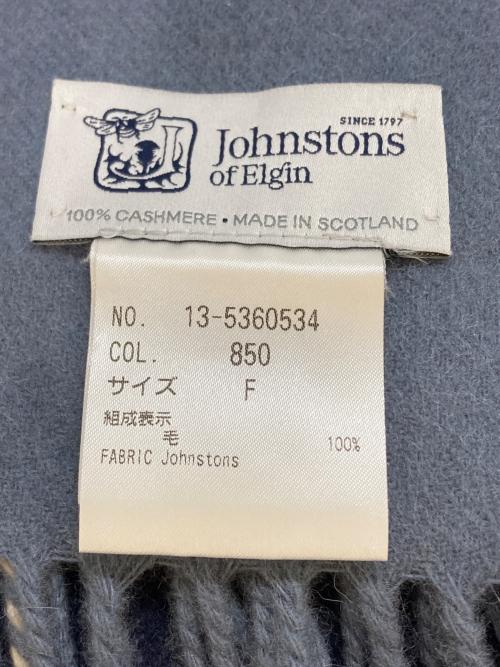 SINCE 1797
Johnstons
of Elgin
100% CASHMERE • MADE IN SCOTLAND
NO. 13-5360534
COL. 850
サイズ F
組成表示
毛 100%
FABRIC Johnstons